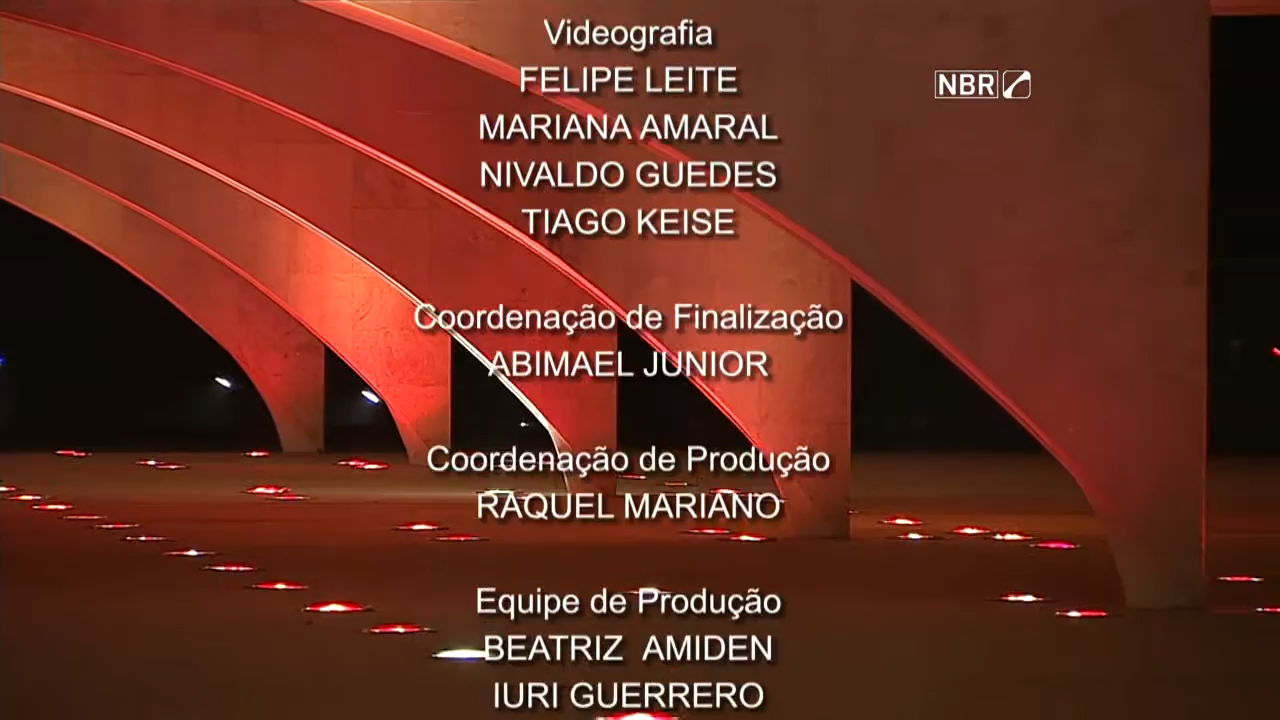 Videografia
FELIPE LEITE
NBR
MARIANA AMARAL
NIVALDO GUEDES
TIAGO KEISE
Coordenação de Finalização
ABIMAEL JUNIOR
Coordenação de Produção
RAQUEL MARIANO
Equipe de Produção
BEATRIZ  AMIDEN
IURI GUERRERO